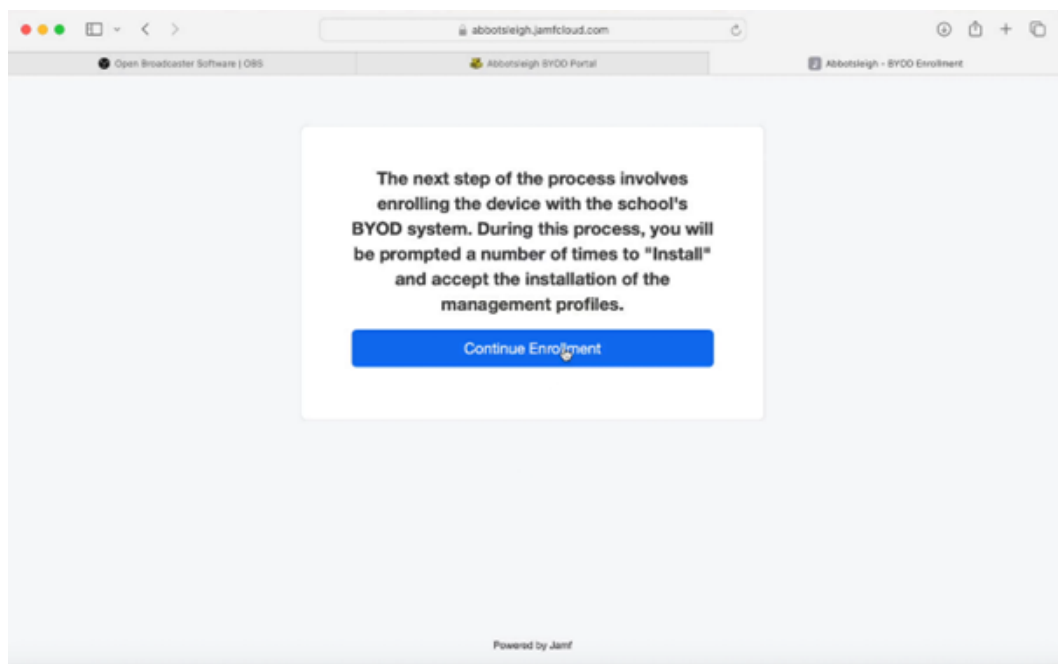 abbotsleigh.jamfcloud.com
Open Broadcaster Software | OBS
Abbotsleigh BYOD Portal
Abbotsleigh - BYOD Enrollment
The next step of the process involves
enrolling the device with the school's
BYOD system. During this process, you will
be prompted a number of times to "Install"
and accept the installation of the
management profiles.
Continue Enrollment
Powered by Jamf